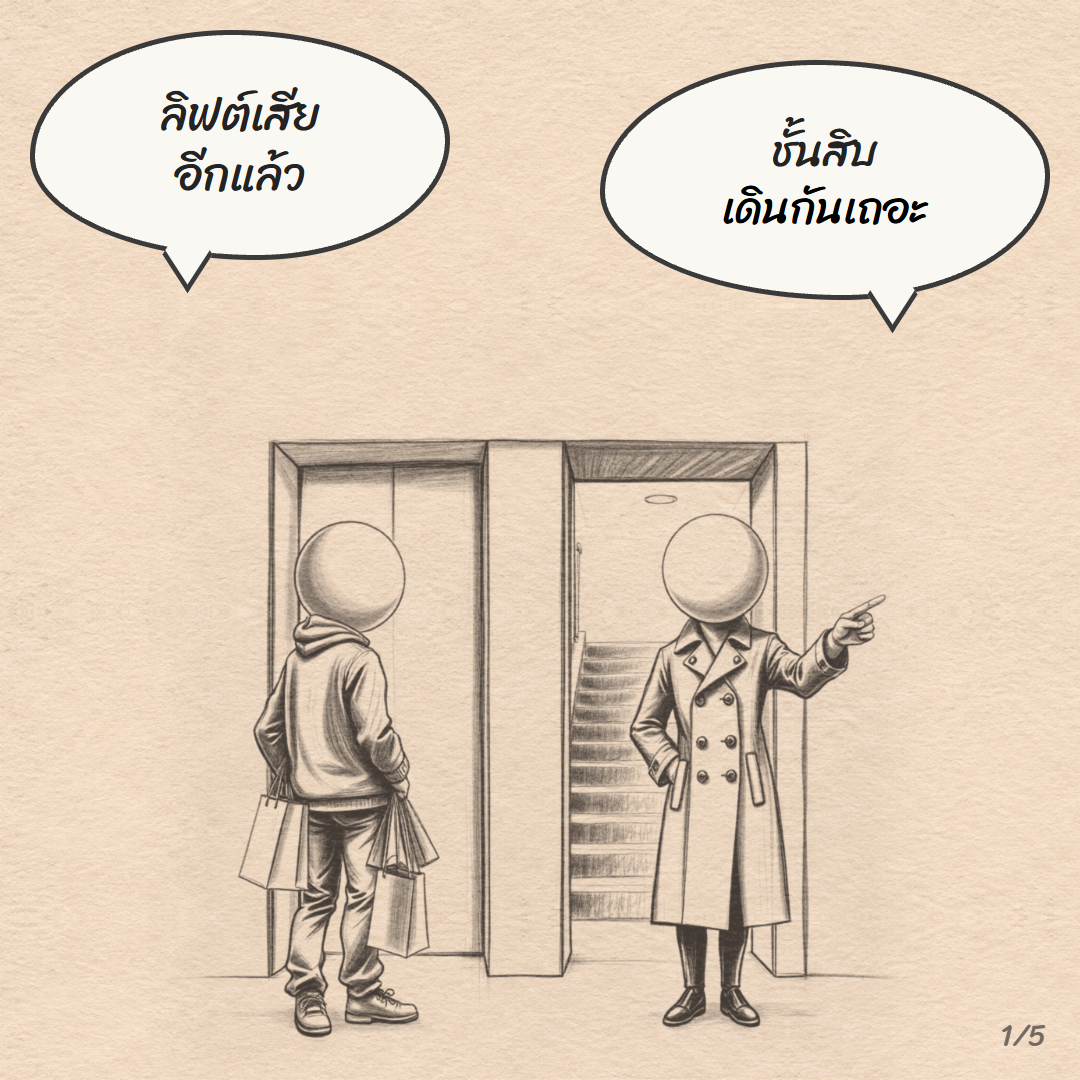 ลิฟต์เสีย
อีกแล้ว
ชั้นสิบ
เดินกันเถอะ
1/5